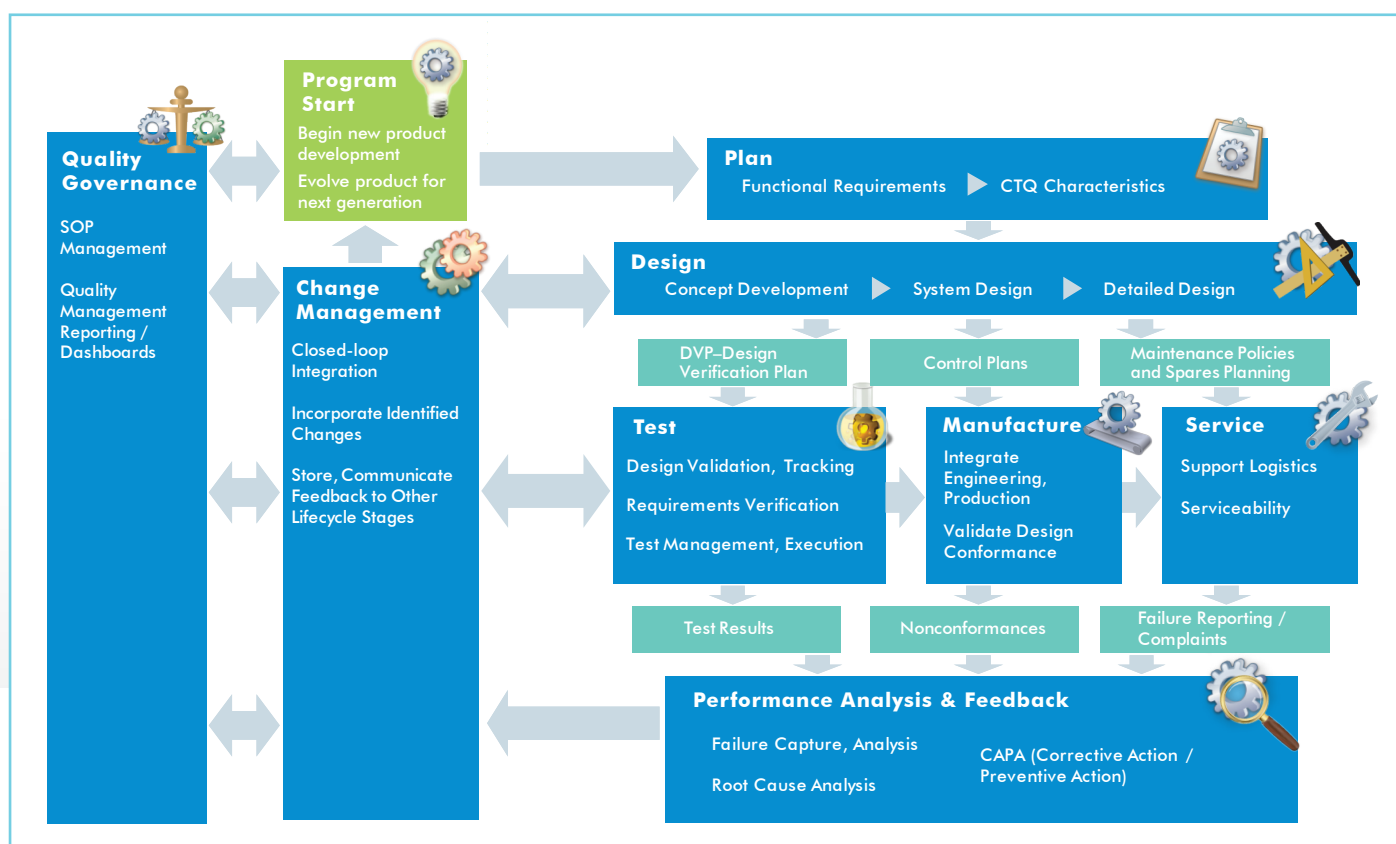 Quality
Governance
SOP
Management
Quality
Management
Reporting /
Dashboards
Program
Start
Begin new product
development
Evolve product for
next generation
Change
Management
Closed-loop
Integration
Incorporate Identified
Changes
Store, Communicate
Feedback to Other
Lifecycle Stages
Plan
Functional Requirements
CTQ Characteristics
Design
Concept Development
System Design
Detailed Design
DVP–Design
Verification Plan
Control Plans
Maintenance Policies
and Spares Planning
Test
Design Validation, Tracking
Requirements Verification
Test Management, Execution
Manufacture
Integrate
Engineering,
Production
Validate Design
Conformance
Service
Support Logistics
Serviceability
Test Results
Nonconformances
Failure Reporting /
Complaints
Performance Analysis & Feedback
Failure Capture, Analysis
Root Cause Analysis
CAPA (Corrective Action /
Preventive Action)